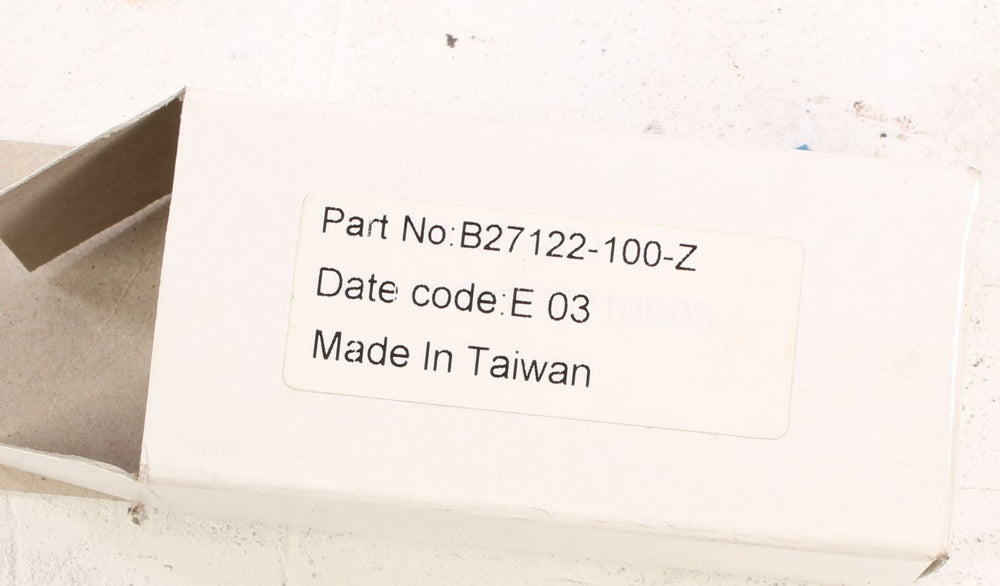 Part No:B27122-100-Z
Date code:E 03
Made In Taiwan